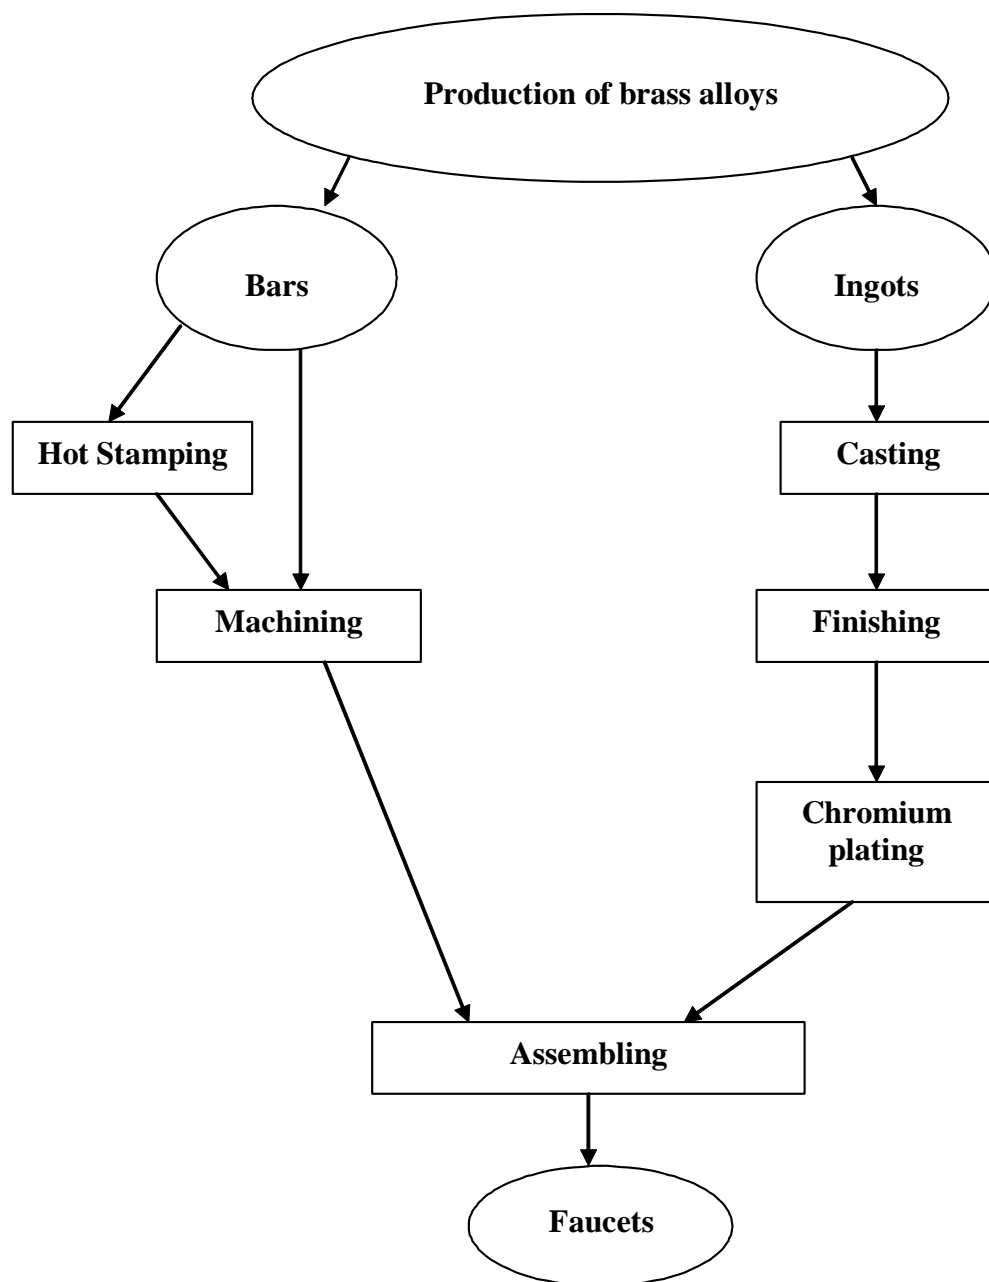 Production of brass alloys
Bars
Ingots
Hot Stamping
Casting
Machining
Finishing
Chromium
plating
Assembling
Faucets